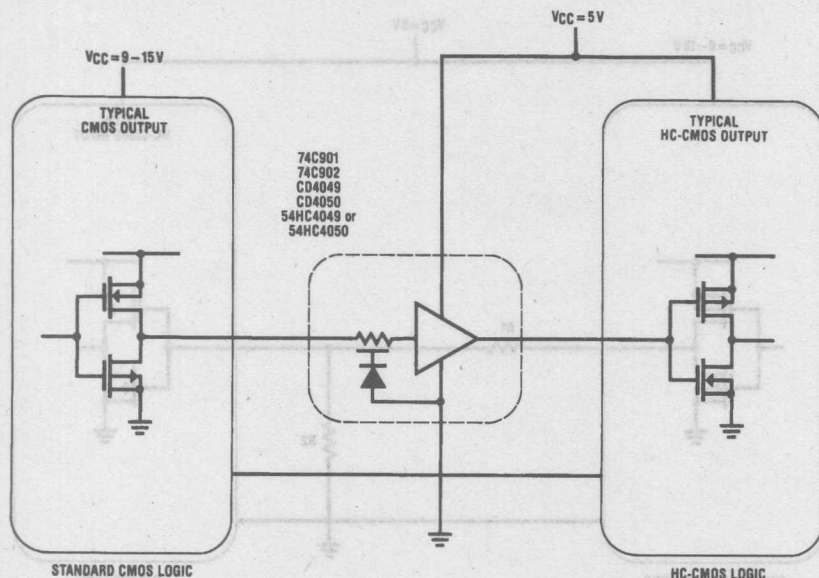 VCC=9–15V
VCC=5V
TYPICAL
CMOS OUTPUT
TYPICAL
HC-CMOS OUTPUT
74C901
74C902
CD4049
CD4050
54HC4049 or
54HC4050
STANDARD CMOS LOGIC
HC-CMOS LOGIC